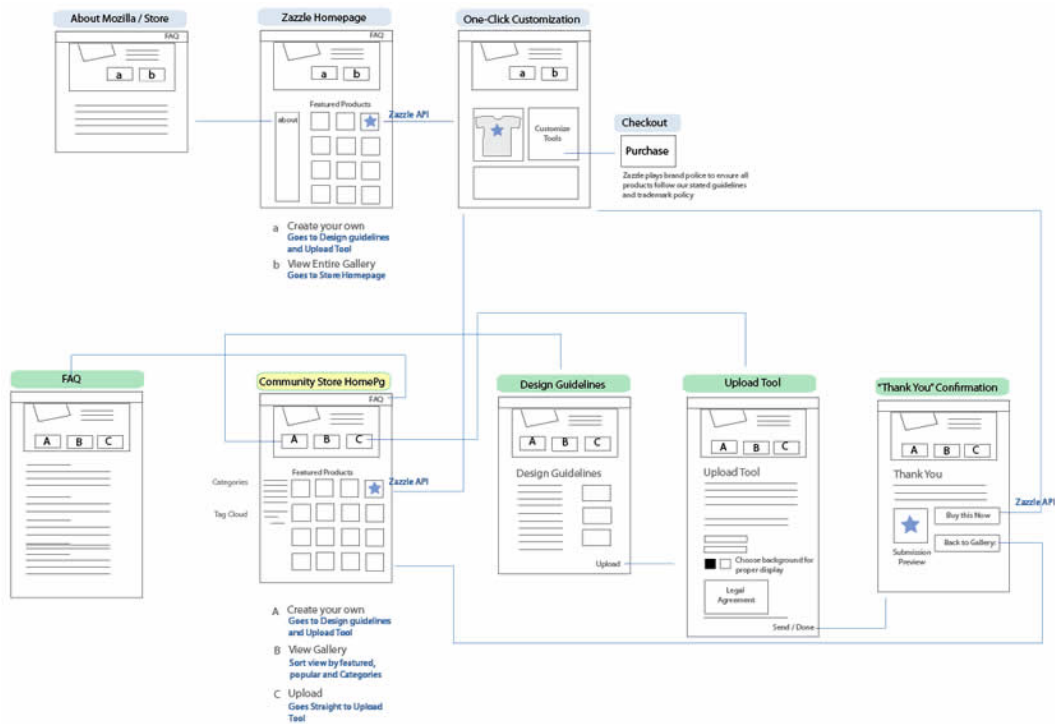 About Mozilla / Store
FAQ
a b
Zazzle Homepage
FAQ
a b
Featured Products
about
Zazzle API
One-Click Customization
a b
Customize
Tools
Checkout
Purchase
Zazzle plays brand police to ensure all
products follow our stated guidelines
and trademark policy
a Create your own
Goes to Design guidelines
and Upload Tool
b View Entire Gallery
Goes to Store Homepage
FAQ
A B C
Community Store HomePg
FAQ
A B C
Featured Products
Categories
Tag Cloud
Zazzle API
A Create your own
Goes to Design guidelines
and Upload Tool
B View Gallery
Sort view by featured,
popular and Categories
C Upload
Goes Straight to Upload
Tool
Design Guidelines
A B C
Design Guidelines
Upload
Upload Tool
A B C
Upload Tool
Choose background for
proper display
Legal
Agreement
Send / Done
"Thank You" Confirmation
A B C
Thank You
Buy this Now
Back to Gallery:
Submission
Preview
Zazzle API